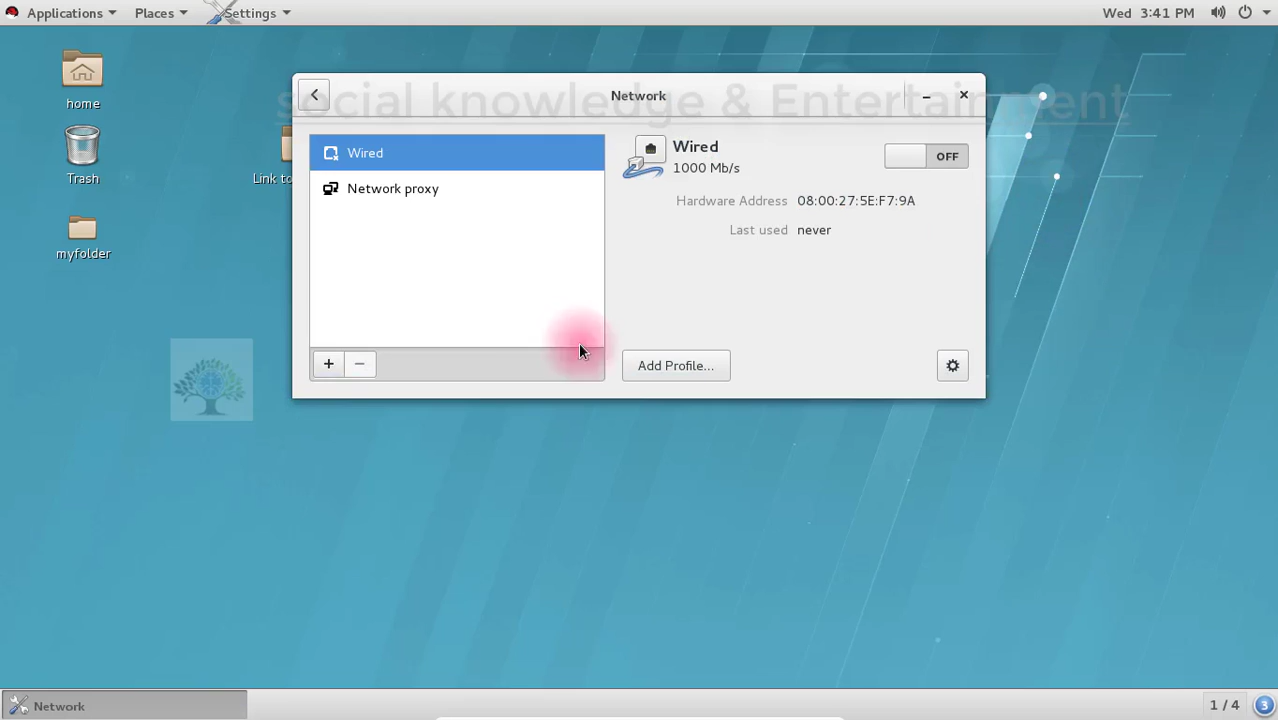 Applications Places Settings Wed 3:41 PM
home
Trash
Link to
myfolder
social knowledge & Entertainment
Network
Wired
Network proxy
Wired
1000 Mb/s
OFF
Hardware Address 08:00:27:5E:F7:9A
Last used never
+ −
Add Profile...
Network
1 / 4
3